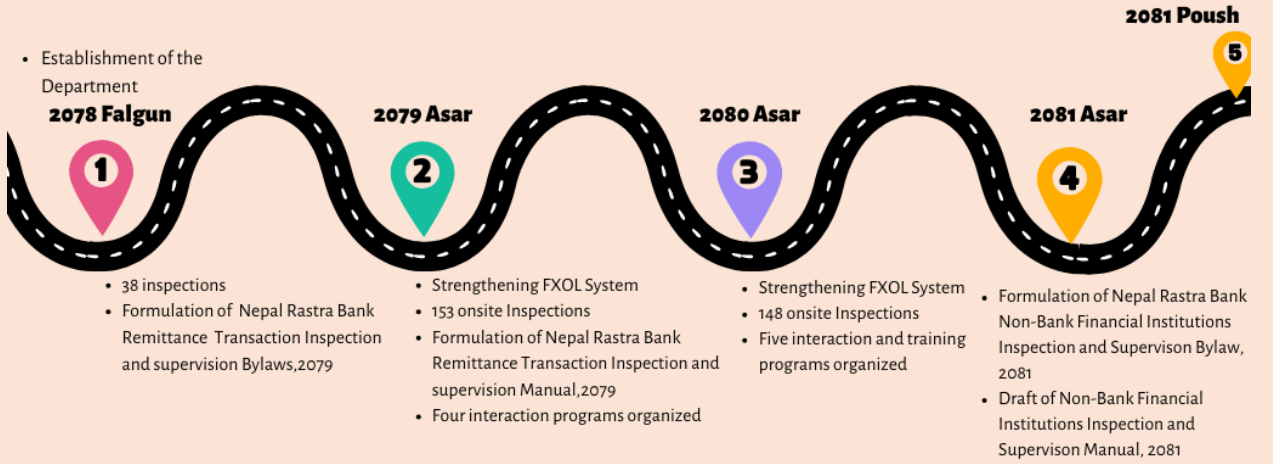 • Establishment of the
Department
2078 Falgun
1
• 38 inspections
• Formulation of Nepal Rastra Bank
Remittance Transaction Inspection
and supervision Bylaws,2079
2079 Asar
2
• Strengthening FXOL System
• 153 onsite Inspections
• Formulation of Nepal Rastra Bank
Remittance Transaction Inspection and
supervision Manual,2079
• Four interaction programs organized
2080 Asar
3
• Strengthening FXOL System
• 148 onsite Inspections
• Five interaction and training
programs organized
2081 Asar
4
• Formulation of Nepal Rastra Bank
Non-Bank Financial Institutions
Inspection and Supervison Bylaw,
2081
• Draft of Non-Bank Financial
Institutions Inspection and
Supervison Manual, 2081
2081 Poush
5